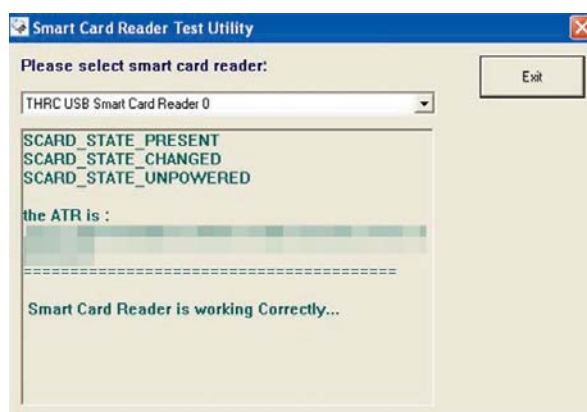 Smart Card Reader Test Utility
Please select smart card reader:
Exit
THRC USB Smart Card Reader 0
SCARD_STATE_PRESENT
SCARD_STATE_CHANGED
SCARD_STATE_UNPOWERED
the ATR is :
========================================
Smart Card Reader is working Correctly...